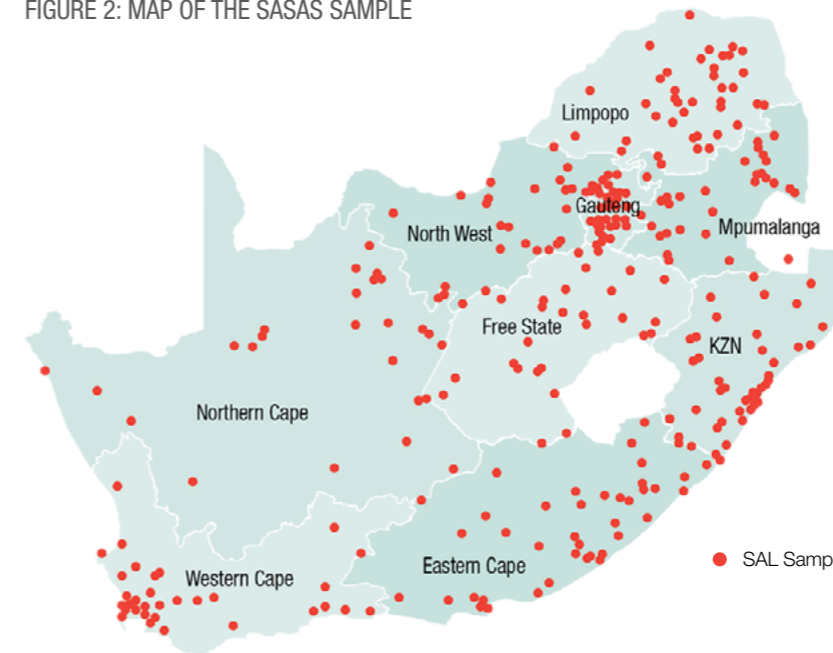 FIGURE 2: MAP OF THE SASAS SAMPLE
Limpopo
Gauteng
North West
Mpumalanga
Free State
KZN
Northern Cape
Eastern Cape
Western Cape
SAL Samp